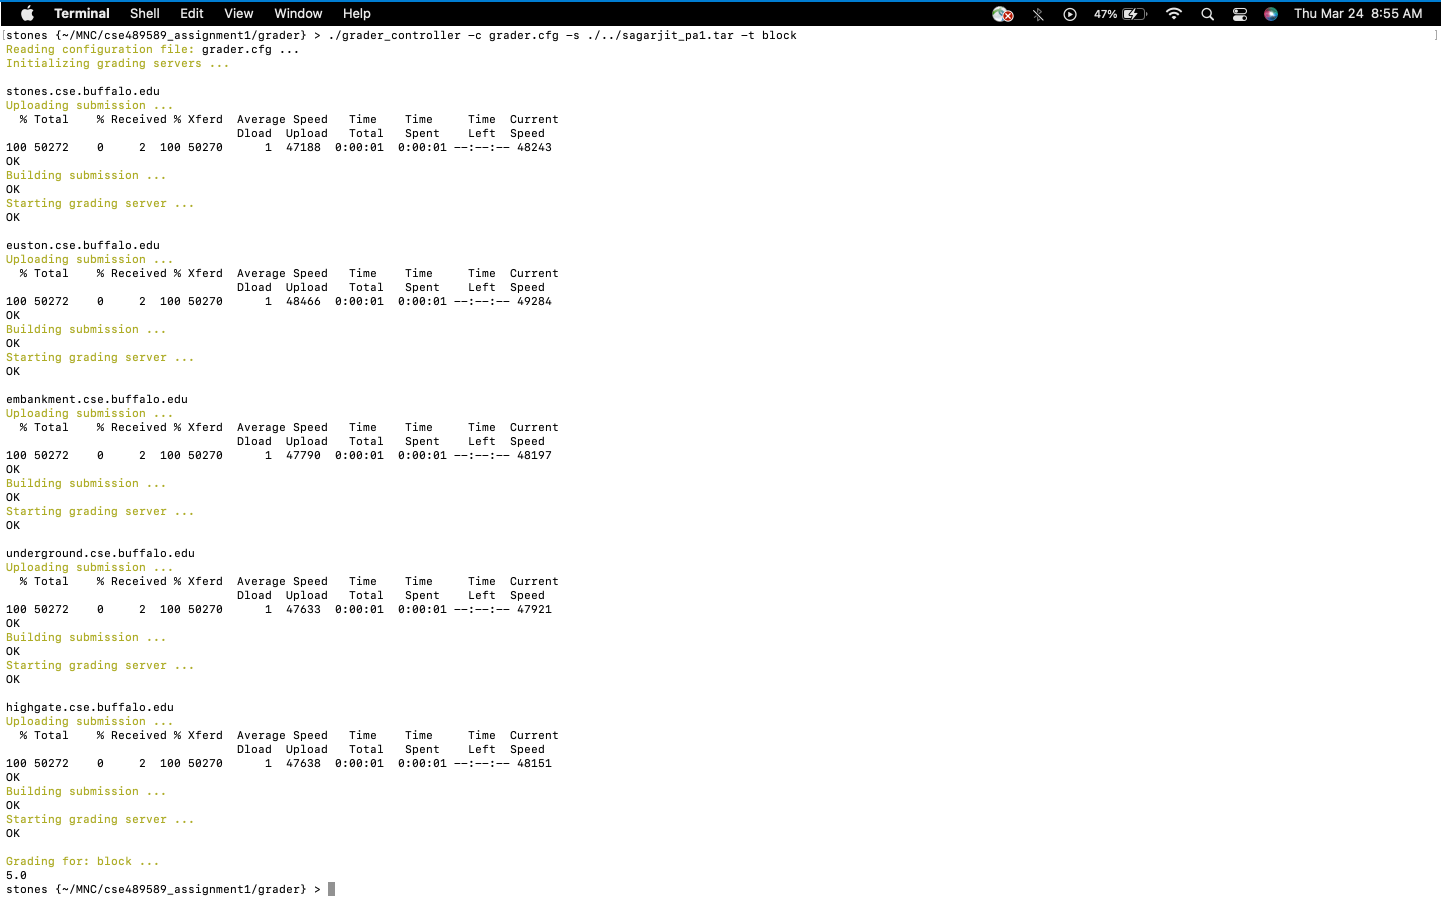 Terminal Shell Edit View Window Help 47% Thu Mar 24 8:55 AM
[stones {~/MNC/cse489589_assignment1/grader} > ./grader_controller -c grader.cfg -s ./../sagarjit_pa1.tar -t block ]
Reading configuration file: grader.cfg ...
Initializing grading servers ...
stones.cse.buffalo.edu
Uploading submission ...
% Total % Received % Xferd Average Speed Time Time Time Current
Dload Upload Total Spent Left Speed
100 50272 0 2 100 50270 1 47188 0:00:01 0:00:01 --:--:-- 48243
OK
Building submission ...
OK
Starting grading server ...
OK
euston.cse.buffalo.edu
Uploading submission ...
% Total % Received % Xferd Average Speed Time Time Time Current
Dload Upload Total Spent Left Speed
100 50272 0 2 100 50270 1 48466 0:00:01 0:00:01 --:--:-- 49284
OK
Building submission ...
OK
Starting grading server ...
OK
embankment.cse.buffalo.edu
Uploading submission ...
% Total % Received % Xferd Average Speed Time Time Time Current
Dload Upload Total Spent Left Speed
100 50272 0 2 100 50270 1 47790 0:00:01 0:00:01 --:--:-- 48197
OK
Building submission ...
OK
Starting grading server ...
OK
underground.cse.buffalo.edu
Uploading submission ...
% Total % Received % Xferd Average Speed Time Time Time Current
Dload Upload Total Spent Left Speed
100 50272 0 2 100 50270 1 47633 0:00:01 0:00:01 --:--:-- 47921
OK
Building submission ...
OK
Starting grading server ...
OK
highgate.cse.buffalo.edu
Uploading submission ...
% Total % Received % Xferd Average Speed Time Time Time Current
Dload Upload Total Spent Left Speed
100 50272 0 2 100 50270 1 47638 0:00:01 0:00:01 --:--:-- 48151
OK
Building submission ...
OK
Starting grading server ...
OK
Grading for: block ...
5.0
stones {~/MNC/cse489589_assignment1/grader} >